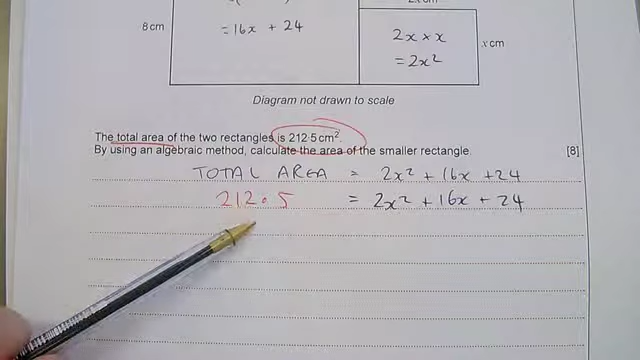 8 cm
= 16x + 24
2x × x
= 2x²
x cm
Diagram not drawn to scale
The total area of the two rectangles is 212·5 cm².
By using an algebraic method, calculate the area of the smaller rectangle. [8]
TOTAL AREA = 2x² + 16x + 24
212.5 = 2x² + 16x + 24